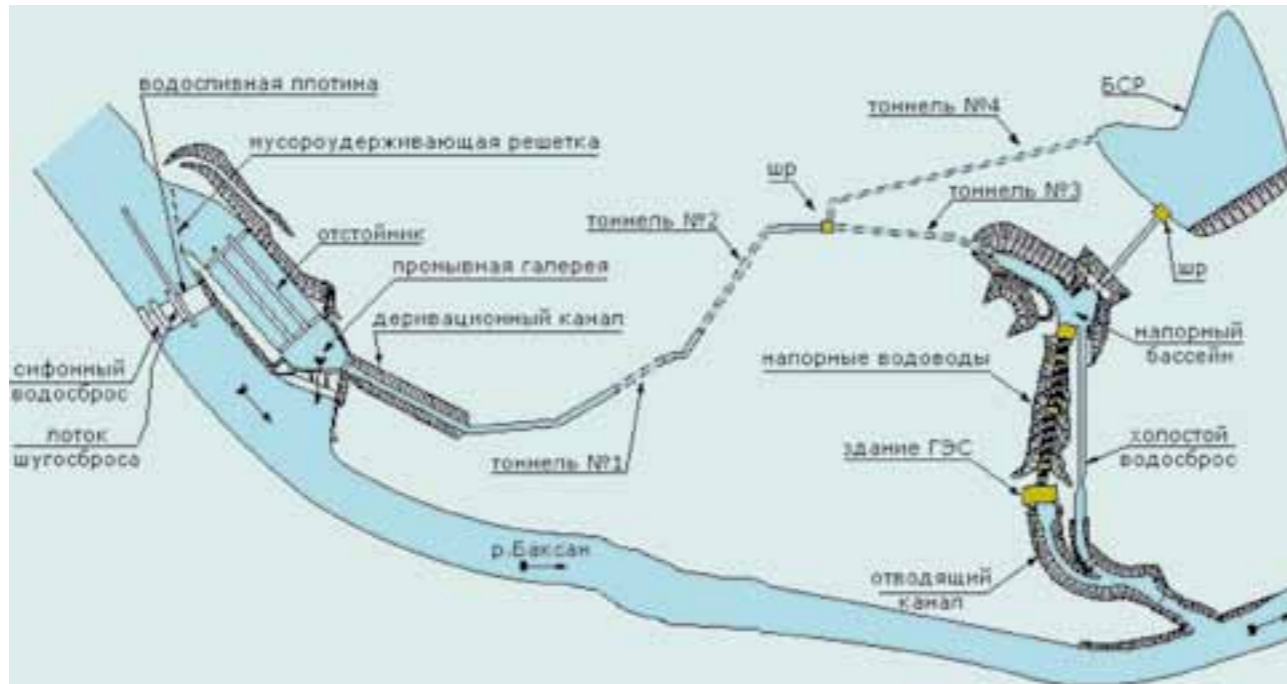 водосливная плотина
мусороудерживающая решетка
отстойник
промывная галерея
деривационный канал
сифонный
водосброс
лоток
шугосброса
тоннель №1
тоннель №2
шр
тоннель №4
БСР
тоннель №3
шр
напорный
бассейн
напорные водоводы
здание ГЭС
холостой
водосброс
отводящий
канал
р.Баксан